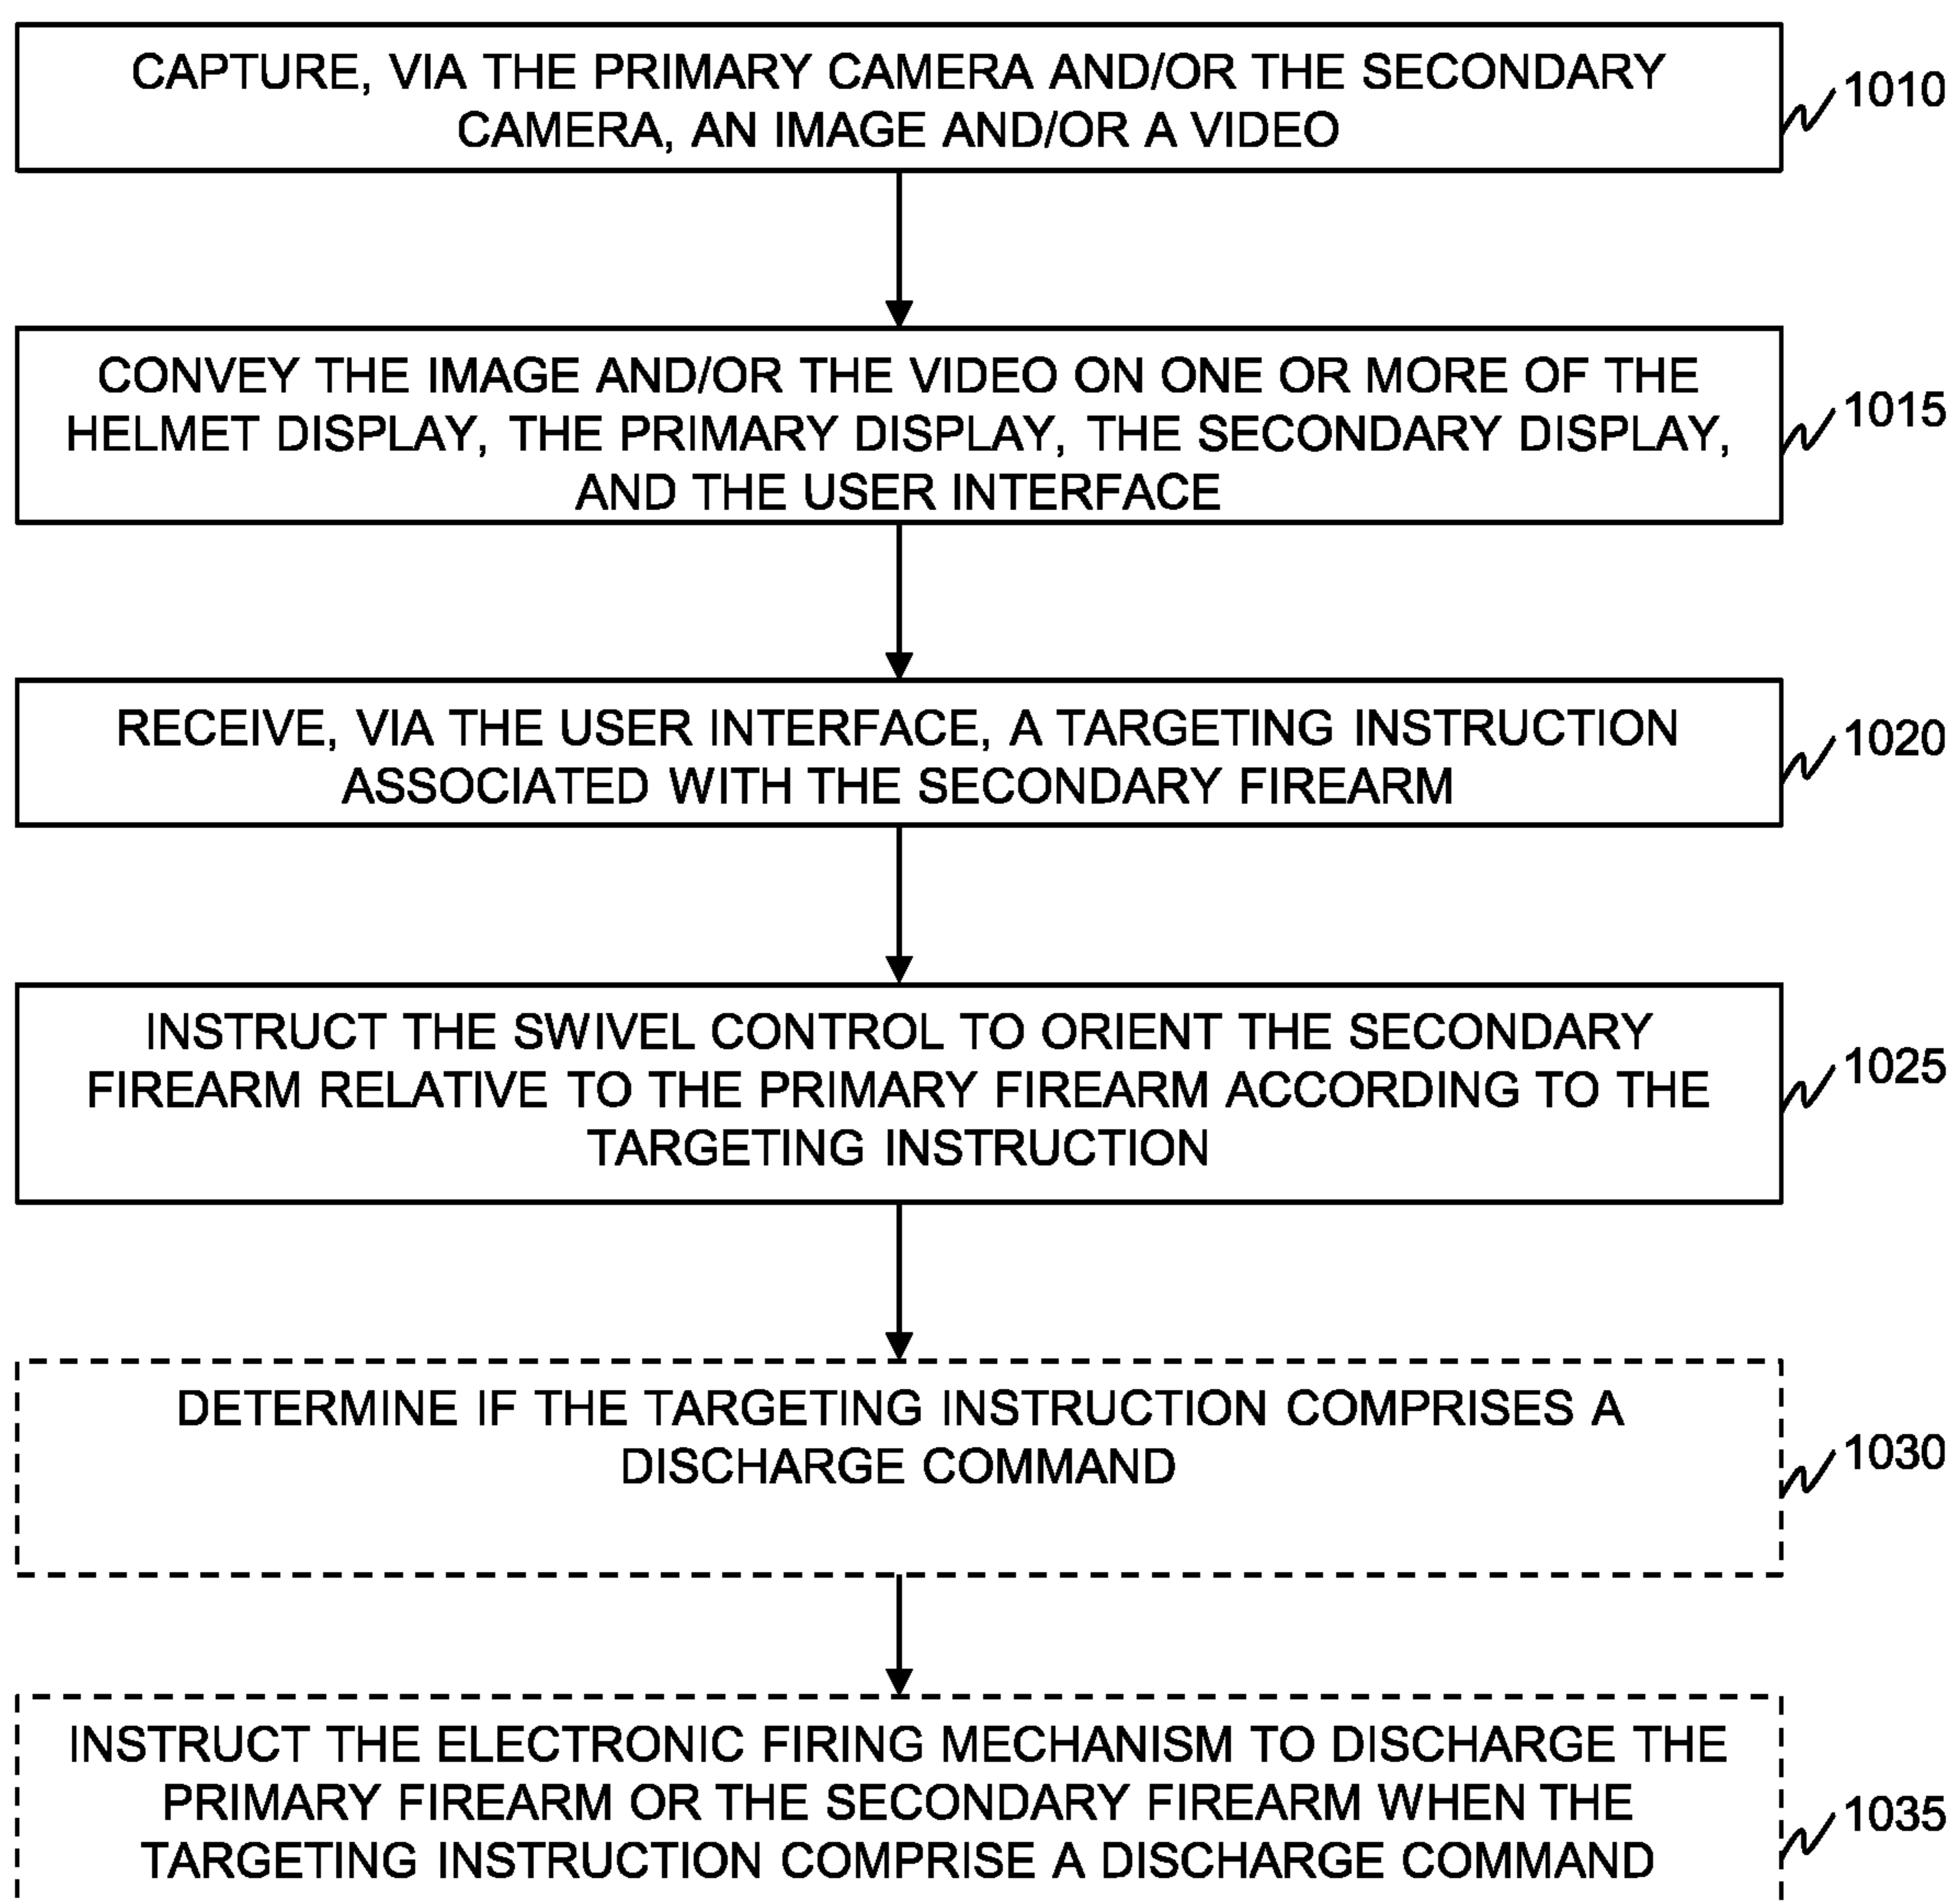 CAPTURE, VIA THE PRIMARY CAMERA AND/OR THE SECONDARY
CAMERA, AN IMAGE AND/OR A VIDEO
1010
CONVEY THE IMAGE AND/OR THE VIDEO ON ONE OR MORE OF THE
HELMET DISPLAY, THE PRIMARY DISPLAY, THE SECONDARY DISPLAY,
AND THE USER INTERFACE
1015
RECEIVE, VIA THE USER INTERFACE, A TARGETING INSTRUCTION
ASSOCIATED WITH THE SECONDARY FIREARM
1020
INSTRUCT THE SWIVEL CONTROL TO ORIENT THE SECONDARY
FIREARM RELATIVE TO THE PRIMARY FIREARM ACCORDING TO THE
TARGETING INSTRUCTION
1025
DETERMINE IF THE TARGETING INSTRUCTION COMPRISES A
DISCHARGE COMMAND
1030
INSTRUCT THE ELECTRONIC FIRING MECHANISM TO DISCHARGE THE
PRIMARY FIREARM OR THE SECONDARY FIREARM WHEN THE
TARGETING INSTRUCTION COMPRISE A DISCHARGE COMMAND
1035